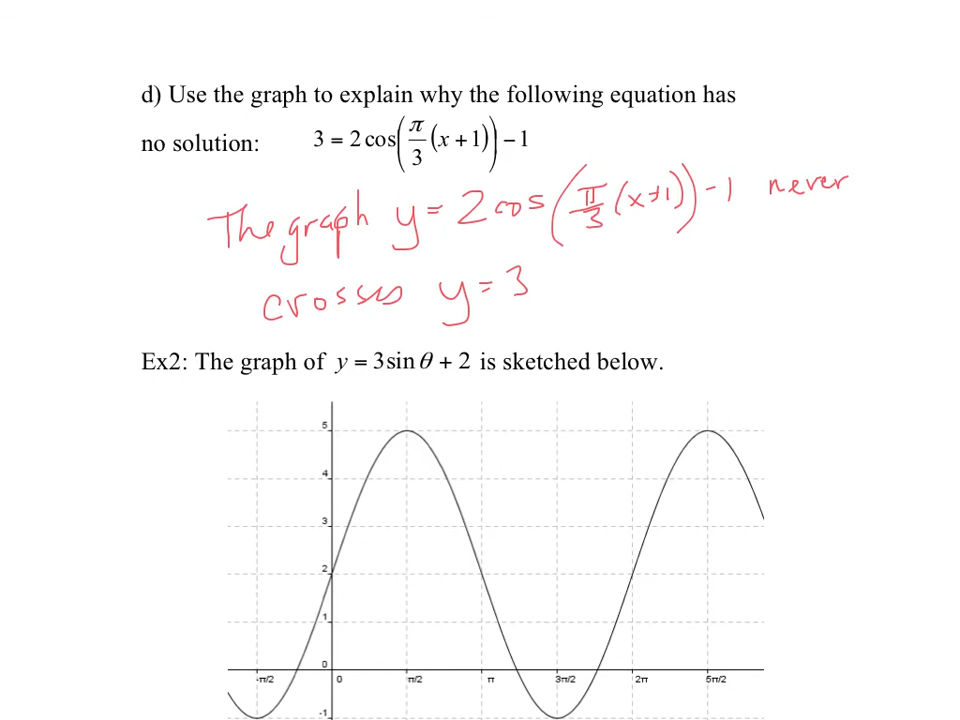 d) Use the graph to explain why the following equation has
no solution: 3 = 2cos(π/3 (x + 1)) − 1
The graph y = 2cos(π/3 (x+1)) - 1 never
crosses y = 3
Ex2: The graph of y = 3sin θ + 2 is sketched below.
5
4
3
2
1
0
-π/2 0 π/2 π 3π/2 2π 5π/2
-1